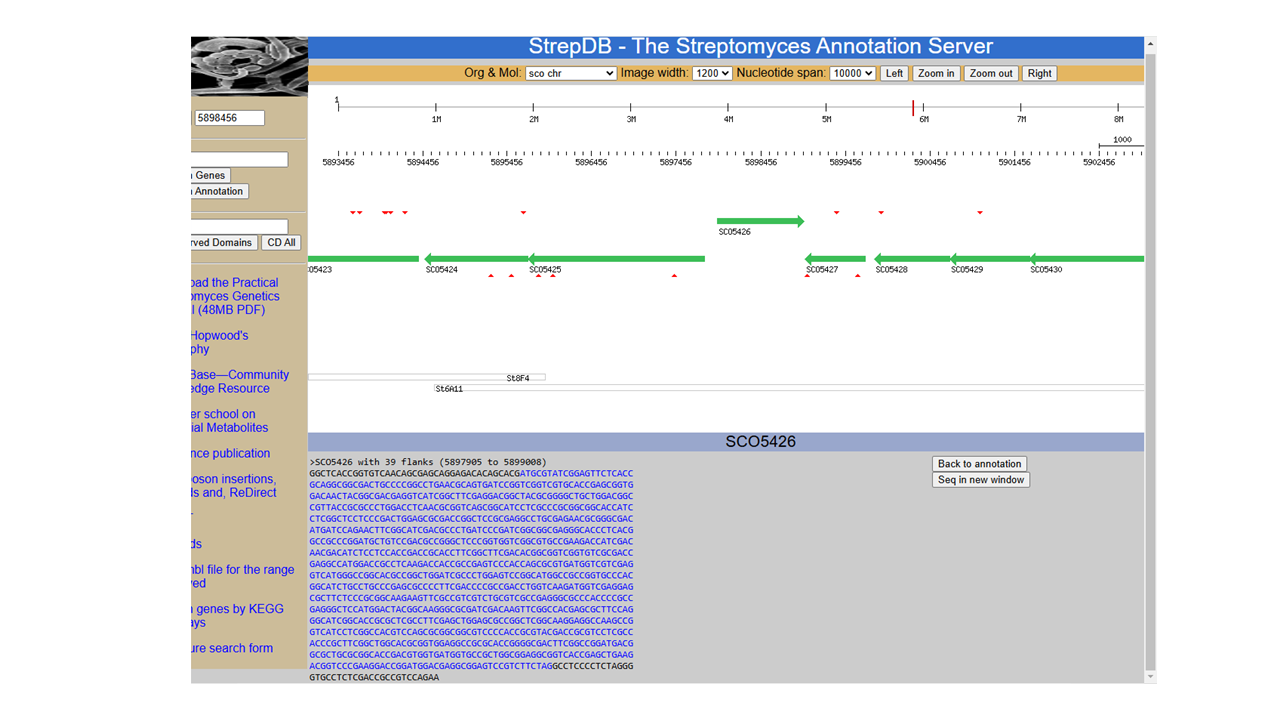 StrepDB - The Streptomyces Annotation Server
Org & Mol: sco chr Image width: 1200 Nucleotide span: 10000 Left Zoom in Zoom out Right
5898456
Genes
Annotation
rved Domains CD All
oad the Practical
omyces Genetics
l (48MB PDF)
Hopwood's
phy
Base—Community
edge Resource
er school on
ial Metabolites
nce publication
oson insertions,
ds and, ReDirect
ds
nbl file for the range
ved
n genes by KEGG
ays
ure search form
1
1M 2M 3M 4M 5M 6M 7M 8M
1000
5893456 5894456 5895456 5896456 5897456 5898456 5899456 5900456 5901456 5902456
SCO5426
O5423 SCO5424 SCO5425 SCO5427 SCO5428 SCO5429 SCO5430
St8F4
St6A11
SCO5426
>SCO5426 with 39 flanks (5897905 to 5899008)
GGCTCACCGGTGTCAACAGCGAGCAGGAGACACAGCACGATGCGTATCGGAGTTCTCACC
GCAGGCGGCGACTGCCCCGGCCTGAACGCAGTGATCCGGTCGGTCGTGCACCGAGCGGTG
GACAACTACGGCGACGAGGTCATCGGCTTCGAGGACGGCTACGCGGGGCTGCTGGACGGC
CGTTACCGCGCCCTGGACCTCAACGCGGTCAGCGGCATCCTCGCCCGCGGCGGCACCATC
CTCGGCTCCTCCCGACTGGAGCGCGACCGGCTCCGCGAGGCCTGCGAGAACGCGGGCGAC
ATGATCCAGAACTTCGGCATCGACGCCCTGATCCCGATCGGCGGCGAGGGCACCCTCACG
GCCGCCCGGATGCTGTCCGACGCCGGGCTCCCGGTGGTCGGCGTGCCGAAGACCATCGAC
AACGACATCTCCTCCACCGACCGCACCTTCGGCTTCGACACGGCGGTCGGTGTCGCGACC
GAGGCCATGGACCGCCTCAAGACCACCGCCGAGTCCCACCAGCGCGTGATGGTCGTCGAG
GTCATGGGCCGGCACGCCGGCTGGATCGCCCTGGAGTCCGGCATGGCCGCCGGTGCCCAC
GGCATCTGCCTGCCCGAGCGCCCCTTCGACCCCGCCGACCTGGTCAAGATGGTCGAGGAG
CGCTTCTCCCGCGGCAAGAAGTTCGCCGTCGTCTGCGTCGCCGAGGGCGCCCACCCCGCC
GAGGGCTCCATGGACTACGGCAAGGGCGCGATCGACAAGTTCGGCCACGAGCGCTTCCAG
GGCATCGGCACCGCGCTCGCCTTCGAGCTGGAGCGCCGGCTCGGCAAGGAGGCCAAGCCG
GTCATCCTCGGCCACGTCCAGCGCGGCGGCGTCCCCACCGCGTACGACCGCGTCCTCGCC
ACCCGCTTCGGCTGGCACGCGGTGGAGGCCGCGCACCGGGGCGACTTCGGCCGGATGACG
GCGCTGCGCGGCACCGACGTGGTGATGGTGCCGCTGGCGGAGGCGGTCACCGAGCTGAAG
ACGGTCCCGAAGGACCGGATGGACGAGGCGGAGTCCGTCTTCTAGGCCTCCCCTCTAGGG
GTGCCTCTCGACCGCCGTCCAGAA
Back to annotation
Seq in new window